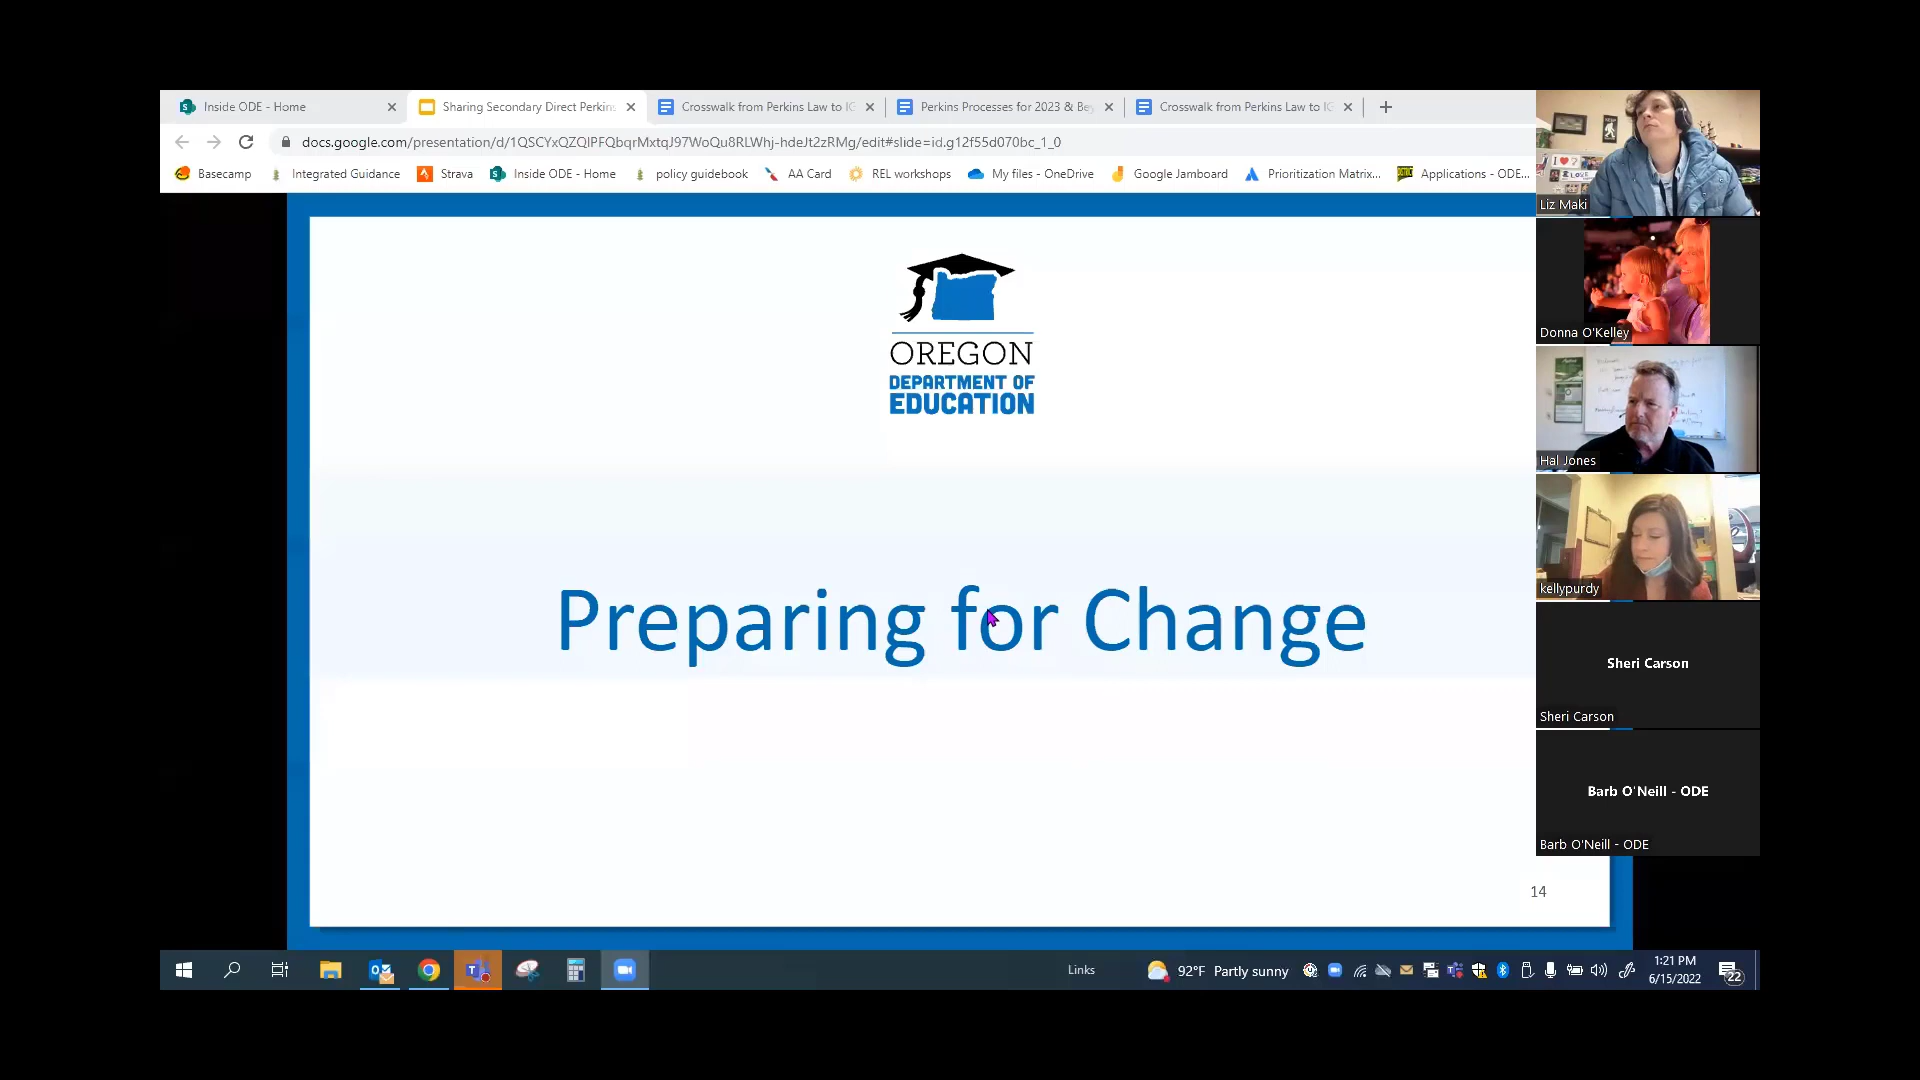 Inside ODE - Home
Sharing Secondary Direct Perkins
Crosswalk from Perkins Law to IG
Perkins Processes for 2023 & Bey
Crosswalk from Perkins Law to IG
docs.google.com/presentation/d/1QSCYxQZQlPFQbqrMxtqJ97WoQu8RLWhj-hdeJt2zRMg/edit#slide=id.g12f55d070bc_1_0
Basecamp
Integrated Guidance
Strava
Inside ODE - Home
policy guidebook
AA Card
REL workshops
My files - OneDrive
Google Jamboard
Prioritization Matrix...
Applications - ODE...
OREGON
DEPARTMENT OF
EDUCATION
Preparing for Change
14
Liz Maki
Donna O'Kelley
Hal Jones
kellypurdy
Sheri Carson
Sheri Carson
Barb O'Neill - ODE
Barb O'Neill - ODE
Links
92°F Partly sunny
1:21 PM
6/15/2022
22